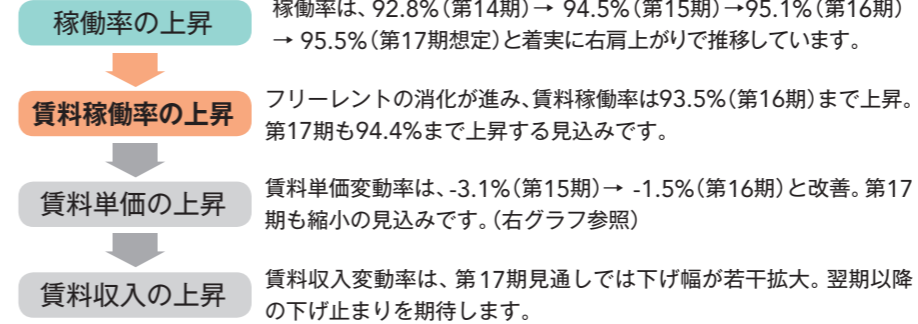 稼働率の上昇
稼働率は、92.8%（第14期）→ 94.5%（第15期）→95.1%（第16期）
→ 95.5%（第17期想定）と着実に右肩上がりで推移しています。
賃料稼働率の上昇
フリーレントの消化が進み、賃料稼働率は93.5%（第16期）まで上昇。
第17期も94.4%まで上昇する見込みです。
賃料単価の上昇
賃料単価変動率は、-3.1%（第15期）→ -1.5%（第16期）と改善。第17
期も縮小の見込みです。（右グラフ参照）
賃料収入の上昇
賃料収入変動率は、第17期見通しでは下げ幅が若干拡大。翌期以降
の下げ止まりを期待します。